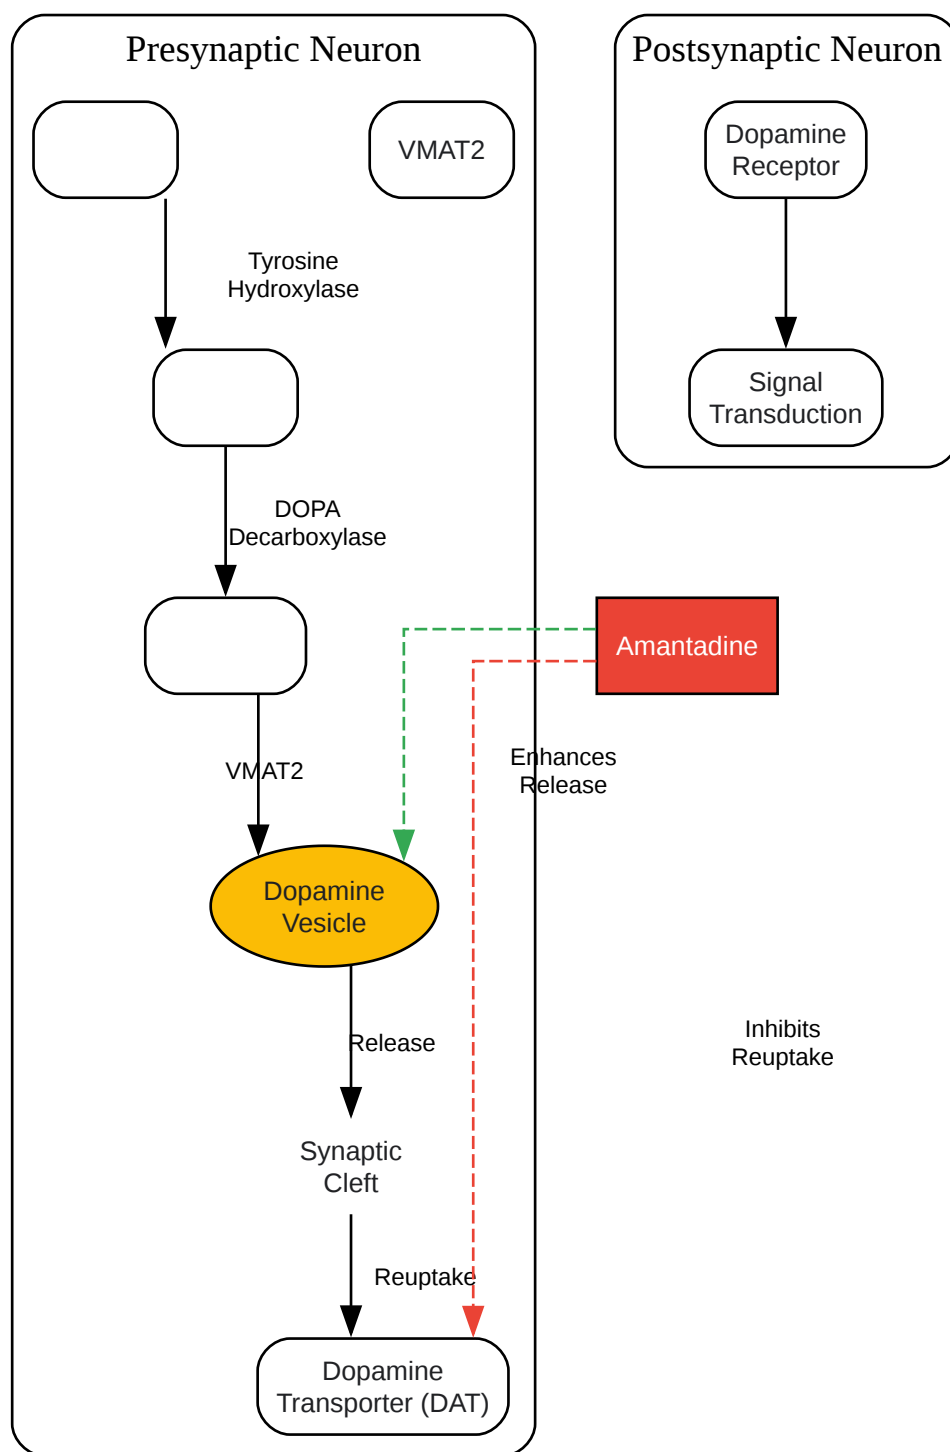 Presynaptic Neuron
Postsynaptic Neuron
VMAT2
Dopamine
Receptor
Tyrosine
Hydroxylase
Signal
Transduction
DOPA
Decarboxylase
Amantadine
VMAT2
Enhances
Release
Dopamine
Vesicle
Release
Inhibits
Reuptake
Synaptic
Cleft
Reuptake
Dopamine
Transporter (DAT)